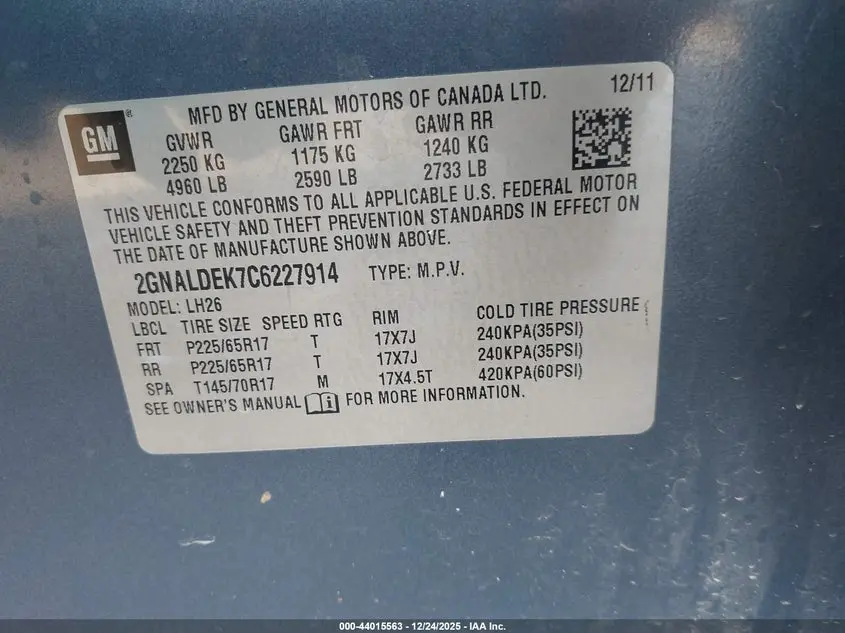 GM ®
MFD BY GENERAL MOTORS OF CANADA LTD. 12/11
GVWR GAWR FRT GAWR RR
2250 KG 1175 KG 1240 KG
4960 LB 2590 LB 2733 LB
THIS VEHICLE CONFORMS TO ALL APPLICABLE U.S. FEDERAL MOTOR
VEHICLE SAFETY AND THEFT PREVENTION STANDARDS IN EFFECT ON
THE DATE OF MANUFACTURE SHOWN ABOVE.
2GNALDEK7C6227914 TYPE: M.P.V.
MODEL: LH26
LBCL TIRE SIZE SPEED RTG RIM COLD TIRE PRESSURE
FRT P225/65R17 T 17X7J 240KPA(35PSI)
RR P225/65R17 T 17X7J 240KPA(35PSI)
SPA T145/70R17 M 17X4.5T 420KPA(60PSI)
SEE OWNER'S MANUAL i FOR MORE INFORMATION.
000-44015563 - 12/24/2025 - IAA Inc.